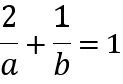 2/a + 1/b = 1